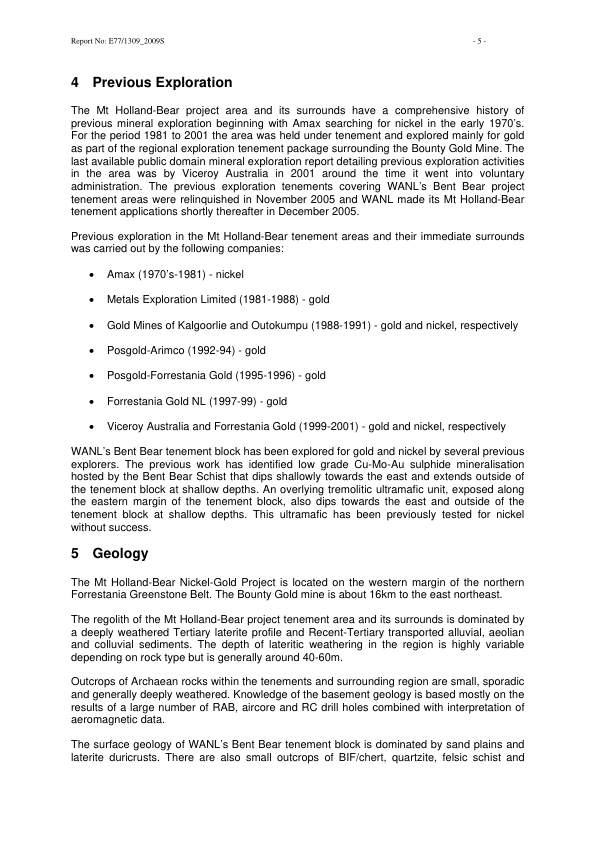 Report No: E77/1309_2009S - 5 -
4 Previous Exploration
The Mt Holland-Bear project area and its surrounds have a comprehensive history of
previous mineral exploration beginning with Amax searching for nickel in the early 1970's.
For the period 1981 to 2001 the area was held under tenement and explored mainly for gold
as part of the regional exploration tenement package surrounding the Bounty Gold Mine. The
last available public domain mineral exploration report detailing previous exploration activities
in the area was by Viceroy Australia in 2001 around the time it went into voluntary
administration. The previous exploration tenements covering WANL's Bent Bear project
tenement areas were relinquished in November 2005 and WANL made its Mt Holland-Bear
tenement applications shortly thereafter in December 2005.
Previous exploration in the Mt Holland-Bear tenement areas and their immediate surrounds
was carried out by the following companies:
• Amax (1970's-1981) - nickel
• Metals Exploration Limited (1981-1988) - gold
• Gold Mines of Kalgoorlie and Outokumpu (1988-1991) - gold and nickel, respectively
• Posgold-Arimco (1992-94) - gold
• Posgold-Forrestania Gold (1995-1996) - gold
• Forrestania Gold NL (1997-99) - gold
• Viceroy Australia and Forrestania Gold (1999-2001) - gold and nickel, respectively
WANL's Bent Bear tenement block has been explored for gold and nickel by several previous
explorers. The previous work has identified low grade Cu-Mo-Au sulphide mineralisation
hosted by the Bent Bear Schist that dips shallowly towards the east and extends outside of
the tenement block at shallow depths. An overlying tremolitic ultramafic unit, exposed along
the eastern margin of the tenement block, also dips towards the east and outside of the
tenement block at shallow depths. This ultramafic has been previously tested for nickel
without success.
5 Geology
The Mt Holland-Bear Nickel-Gold Project is located on the western margin of the northern
Forrestania Greenstone Belt. The Bounty Gold mine is about 16km to the east northeast.
The regolith of the Mt Holland-Bear project tenement area and its surrounds is dominated by
a deeply weathered Tertiary laterite profile and Recent-Tertiary transported alluvial, aeolian
and colluvial sediments. The depth of lateritic weathering in the region is highly variable
depending on rock type but is generally around 40-60m.
Outcrops of Archaean rocks within the tenements and surrounding region are small, sporadic
and generally deeply weathered. Knowledge of the basement geology is based mostly on the
results of a large number of RAB, aircore and RC drill holes combined with interpretation of
aeromagnetic data.
The surface geology of WANL's Bent Bear tenement block is dominated by sand plains and
laterite duricrusts. There are also small outcrops of BIF/chert, quartzite, felsic schist and